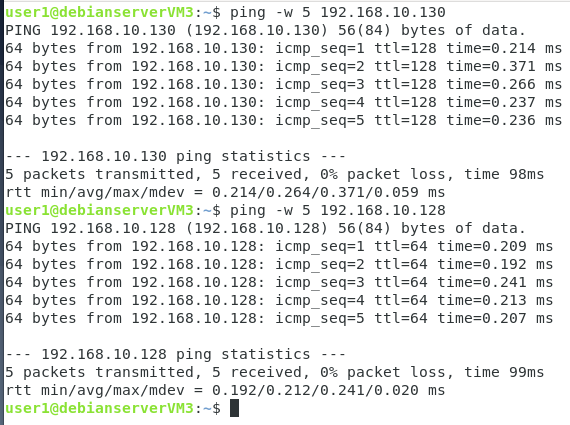 user1@debianserverVM3:~$ ping -w 5 192.168.10.130
PING 192.168.10.130 (192.168.10.130) 56(84) bytes of data.
64 bytes from 192.168.10.130: icmp_seq=1 ttl=128 time=0.214 ms
64 bytes from 192.168.10.130: icmp_seq=2 ttl=128 time=0.371 ms
64 bytes from 192.168.10.130: icmp_seq=3 ttl=128 time=0.266 ms
64 bytes from 192.168.10.130: icmp_seq=4 ttl=128 time=0.237 ms
64 bytes from 192.168.10.130: icmp_seq=5 ttl=128 time=0.236 ms
--- 192.168.10.130 ping statistics ---
5 packets transmitted, 5 received, 0% packet loss, time 98ms
rtt min/avg/max/mdev = 0.214/0.264/0.371/0.059 ms
user1@debianserverVM3:~$ ping -w 5 192.168.10.128
PING 192.168.10.128 (192.168.10.128) 56(84) bytes of data.
64 bytes from 192.168.10.128: icmp_seq=1 ttl=64 time=0.209 ms
64 bytes from 192.168.10.128: icmp_seq=2 ttl=64 time=0.192 ms
64 bytes from 192.168.10.128: icmp_seq=3 ttl=64 time=0.241 ms
64 bytes from 192.168.10.128: icmp_seq=4 ttl=64 time=0.213 ms
64 bytes from 192.168.10.128: icmp_seq=5 ttl=64 time=0.207 ms
--- 192.168.10.128 ping statistics ---
5 packets transmitted, 5 received, 0% packet loss, time 99ms
rtt min/avg/max/mdev = 0.192/0.212/0.241/0.020 ms
user1@debianserverVM3:~$